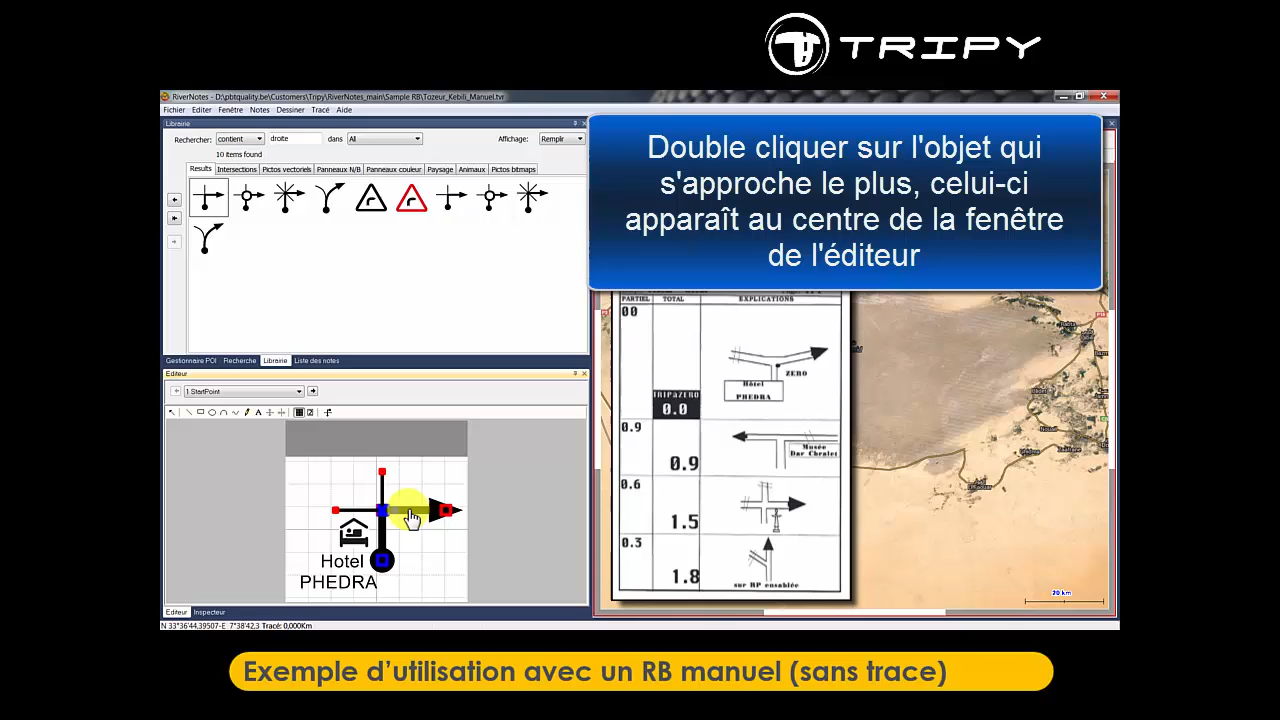 TRIPY
RiverNotes - D:\pbtquality.be\Customers\Tripy\RiverNotes_main\Sample RB\Tozeur_Kebili_Manuel.tvr
Fichier Editer Fenêtre Notes Dessiner Tracé Aide
Librairie
Rechercher: contient droite dans All Affichage: Remplir
10 items found
Results Intersections Pictos vectoriels Panneaux N/B Panneaux couleur Paysage Animaux Pictos bitmaps
Double cliquer sur l'objet qui
s'approche le plus, celui-ci
apparaît au centre de la fenêtre
de l'éditeur
PARTIEL TOTAL EXPLICATIONS
00
ZERO
Hôtel
PHEDRA
TRIPàZERO
0.0
0.9
Musée
Dar Cheraiet
0.9
0.6
1.5
0.3
1.8
sur RP ensablée
Gestionnaire POI Recherche Librairie Liste des notes
Editeur
1 StartPoint
Hotel
PHEDRA
Editeur Inspecteur
N 33°36'44,39507-E 7°38'42,3 Tracé: 0,000Km
20 km
Exemple d'utilisation avec un RB manuel (sans trace)